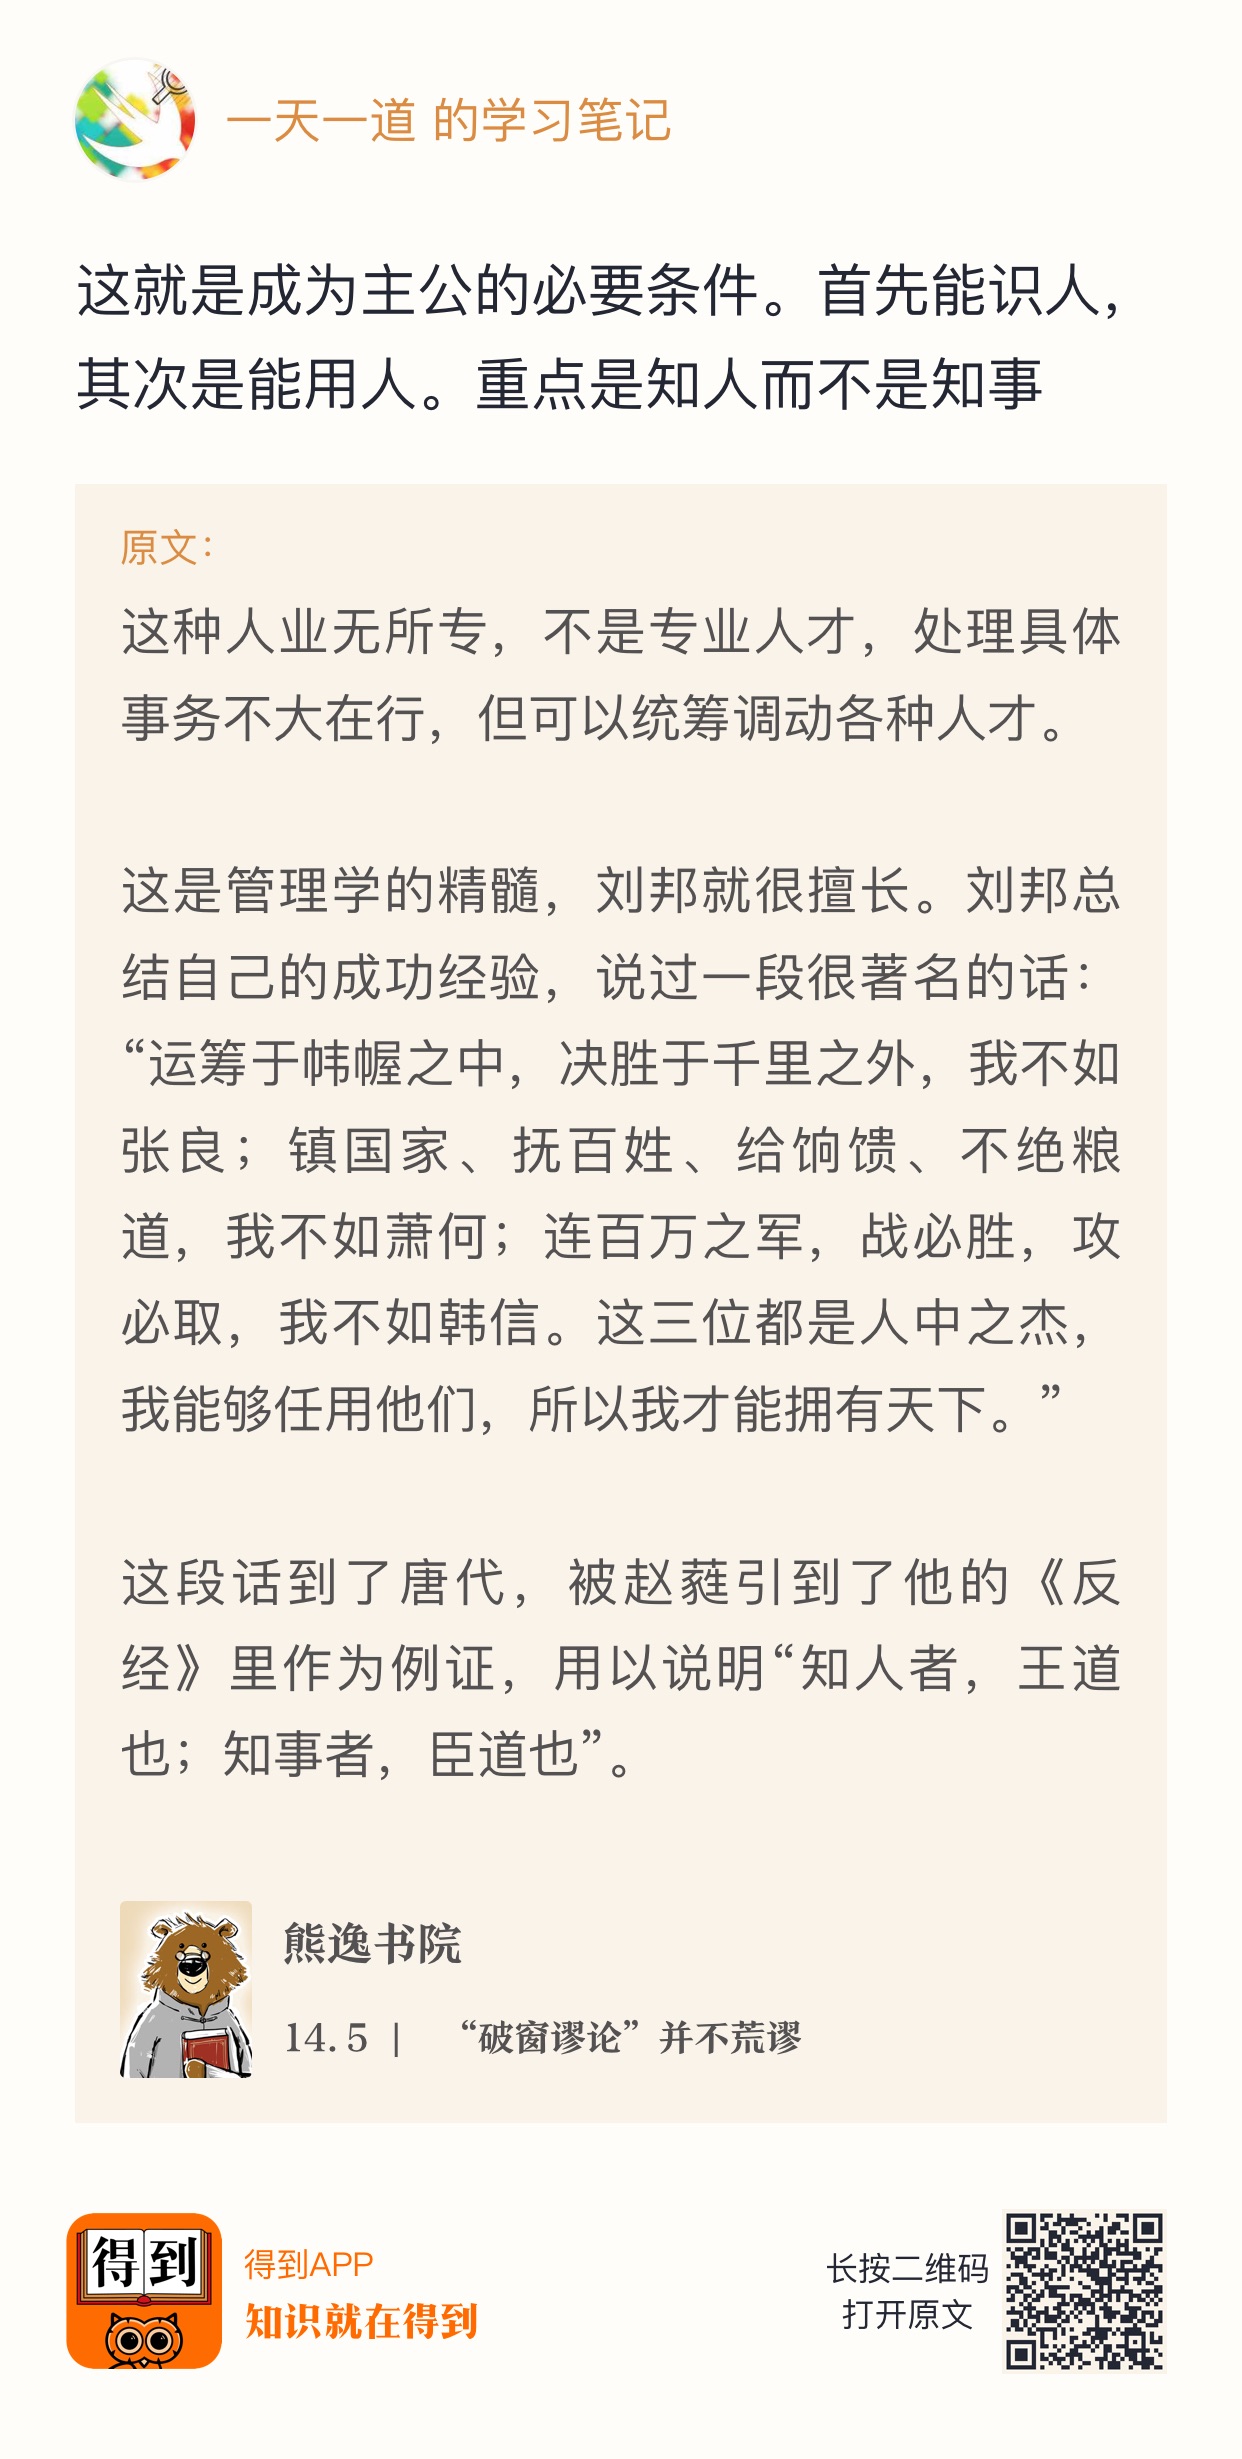 一天一道 的学习笔记
这就是成为主公的必要条件。首先能识人，
其次是能用人。重点是知人而不是知事
原文：
这种人业无所专，不是专业人才，处理具体
事务不大在行，但可以统筹调动各种人才。
这是管理学的精髓，刘邦就很擅长。刘邦总
结自己的成功经验，说过一段很著名的话：
“运筹于帏幄之中，决胜于千里之外，我不如
张良；镇国家、抚百姓、给饷馈、不绝粮
道，我不如萧何；连百万之军，战必胜，攻
必取，我不如韩信。这三位都是人中之杰，
我能够任用他们，所以我才能拥有天下。”
这段话到了唐代，被赵蕤引到了他的《反
经》里作为例证，用以说明“知人者，王道
也；知事者，臣道也”。
熊逸书院
14.5 | “破窗谬论”并不荒谬
得到
得到APP
知识就在得到
长按二维码
打开原文